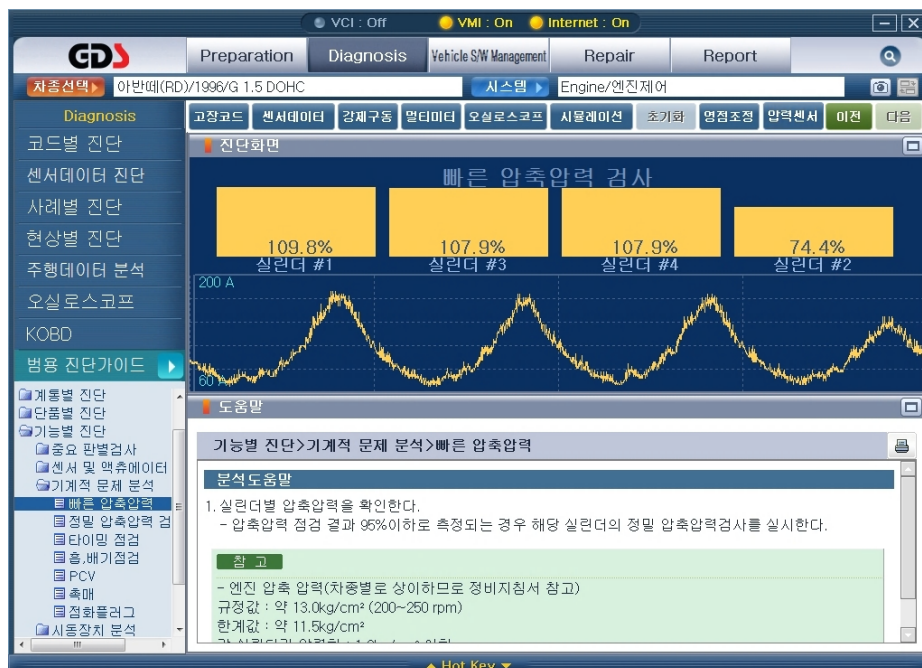 VCI : Off VMI : On Internet : On
GDS Preparation Diagnosis Vehicle S/W Management Repair Report
차종선택 아반떼(RD)/1996/G 1.5 DOHC 시스템 Engine/엔진제어
Diagnosis
고장코드 센서데이터 강제구동 멀티미터 오실로스코프 시뮬레이션 초기화 영점조정 압력센서 이전 다음
코드별 진단
센서데이터 진단
사례별 진단
현상별 진단
주행데이터 분석
오실로스코프
KOBD
범용 진단가이드
계통별 진단
단품별 진단
기능별 진단
중요 판별검사
센서 및 액츄에이터
기계적 문제 분석
빠른 압축압력
정밀 압축압력 검
타이밍 점검
흡,배기점검
PCV
촉매
점화플러그
시동장치 분석
진단화면
빠른 압축압력 검사
109.8% 107.9% 107.9% 74.4%
실린더 #1 실린더 #3 실린더 #4 실린더 #2
200 A
60 A
도움말
기능별 진단>기계적 문제 분석>빠른 압축압력
분석도움말
1. 실린더별 압축압력을 확인한다.
- 압축압력 점검 결과 95%이하로 측정되는 경우 해당 실린더의 정밀 압축압력검사를 실시한다.
참 고
- 엔진 압축 압력(차종별로 상이하므로 정비지침서 참고)
규정값 : 약 13.0kg/cm² (200~250 rpm)
한계값 : 약 11.5kg/cm²
Hot Key